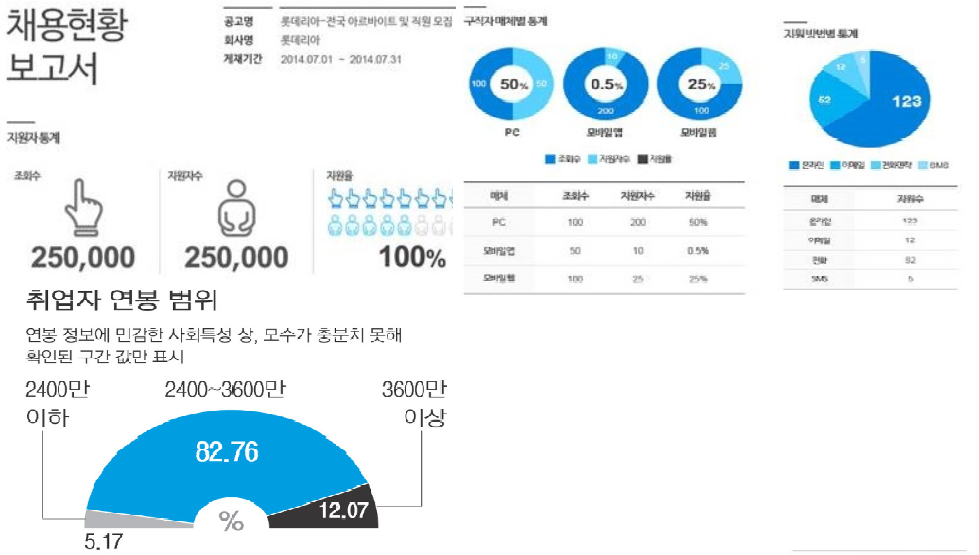 채용현황
보고서
공고명 롯데리아-전국 아르바이트 및 직원 모집
회사명 롯데리아
게재기간 2014.07.01 ~ 2014.07.31
지원자통계
조회수
250,000
지원자수
250,000
지원율
100%
취업자 연봉 범위
연봉 정보에 민감한 사회특성 상, 모수가 충분치 못해
확인된 구간 값만 표시
2400만
이하
2400~3600만
3600만
이상
82.76
12.07
%
5.17
구직자 매체별 통계
100 50% 50
10 0.5% 200
25 25% 100
PC 모바일앱 모바일웹
조회수 지원자수 지원율
매체 조회수 지원자수 지원율
PC 100 200 50%
모바일앱 50 10 0.5%
모바일웹 100 25 25%
지원 방법별 통계
5
12
52
123
온라인 이메일 전화연락 SMS
매체 지원수
온라인 123
이메일 12
전화 52
SMS 5